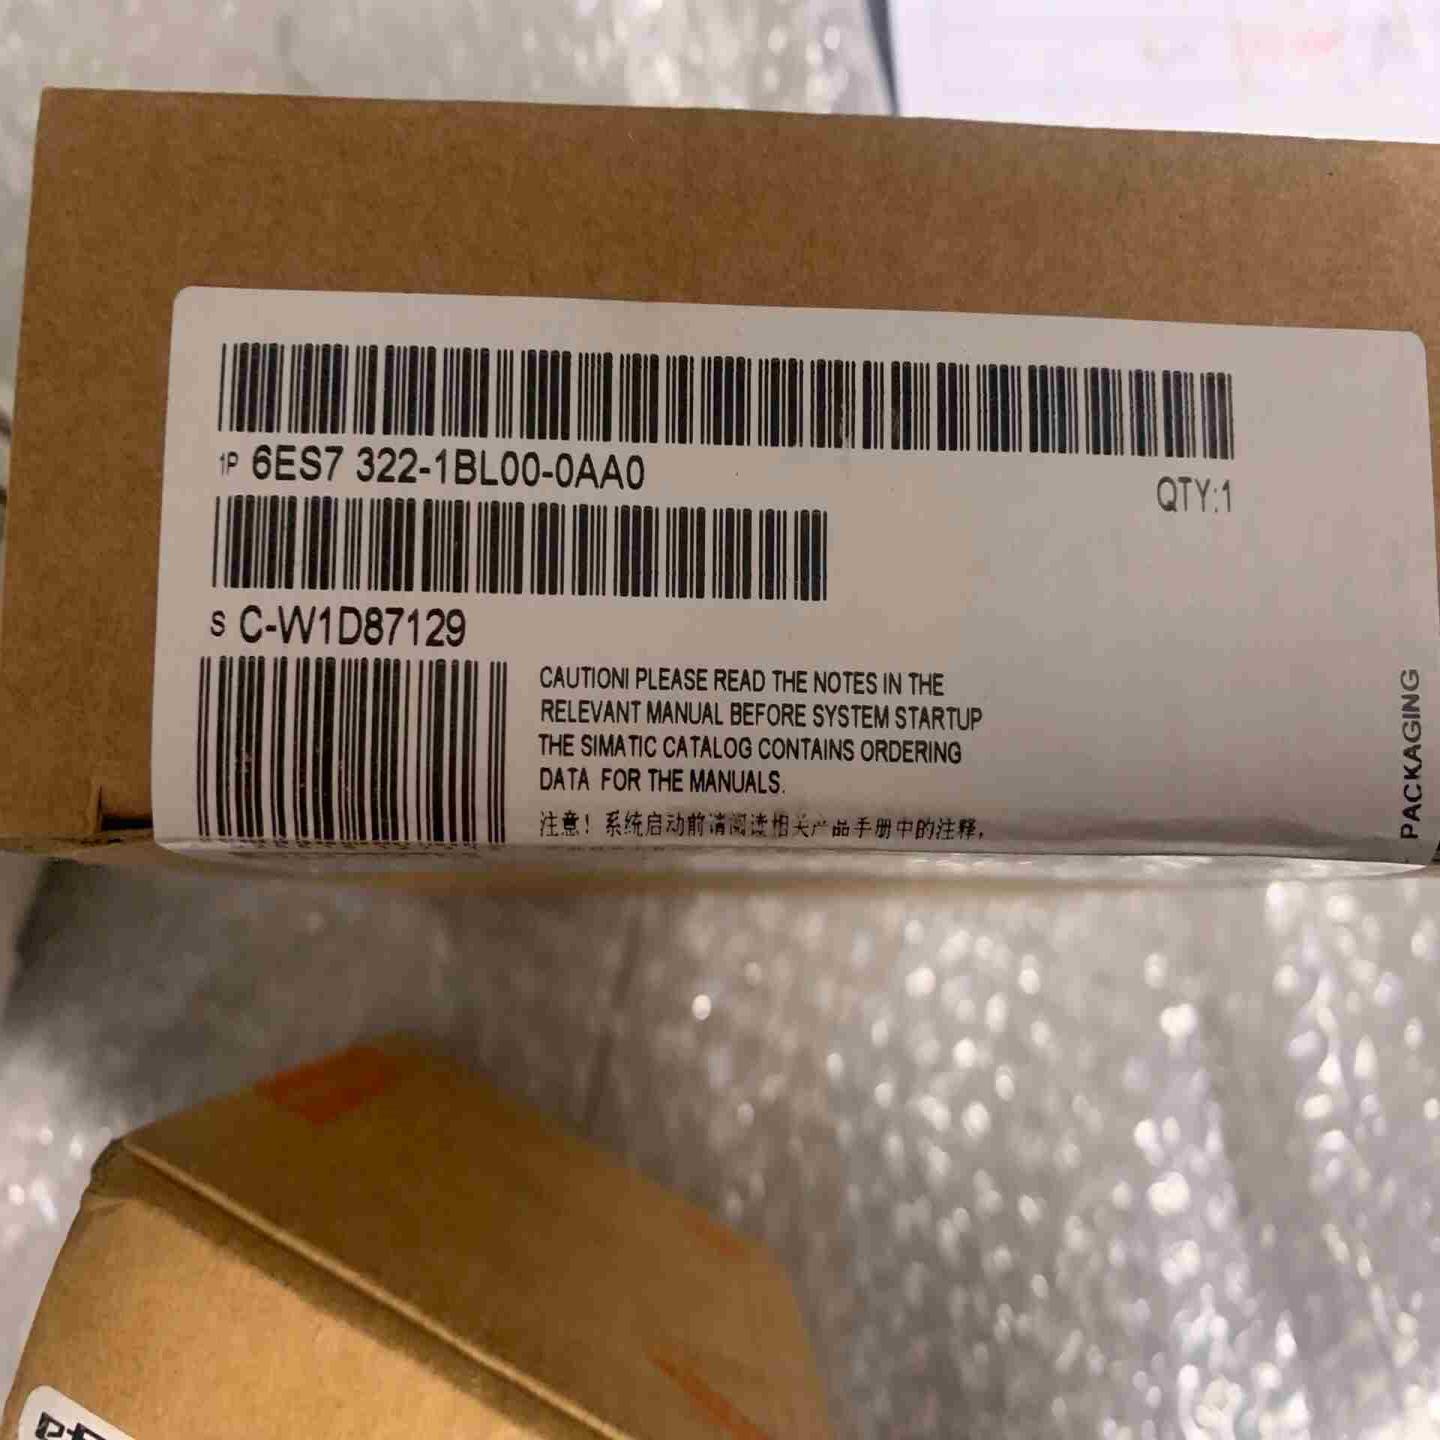 1P 6ES7 322-1BL00-0AA0
QTY:1
S C-W1D87129
CAUTION! PLEASE READ THE NOTES IN THE
RELEVANT MANUAL BEFORE SYSTEM STARTUP
THE SIMATIC CATALOG CONTAINS ORDERING
DATA FOR THE MANUALS.
注意！系统启动前请阅读相关产品手册中的注释，
PACKAGING